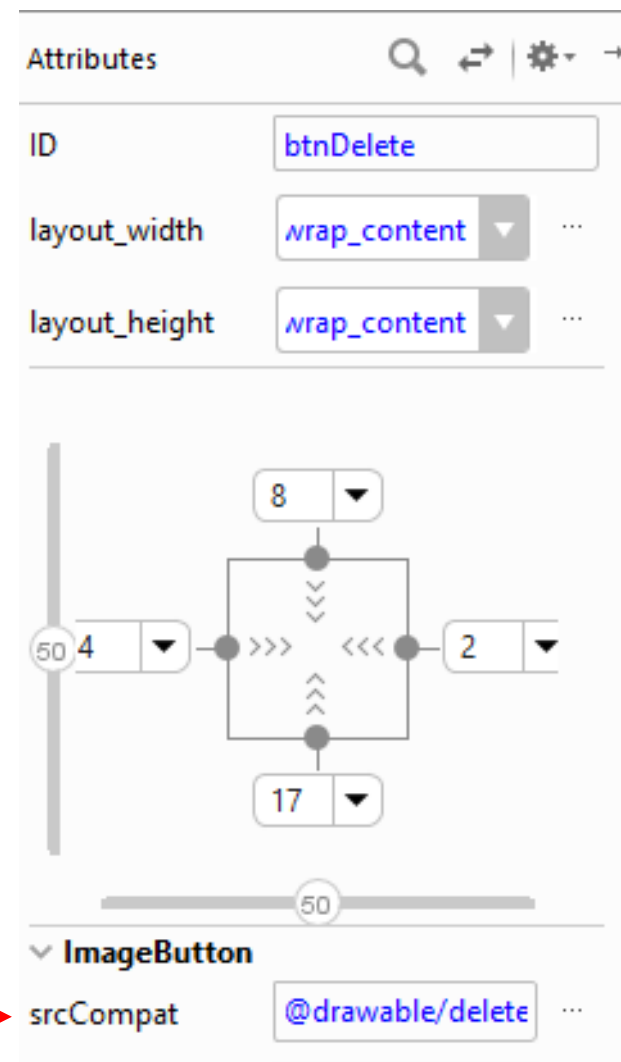 Attributes
ID btnDelete
layout_width wrap_content ...
layout_height wrap_content ...
8
50 4 2
17
50
ImageButton
srcCompat @drawable/delete ...